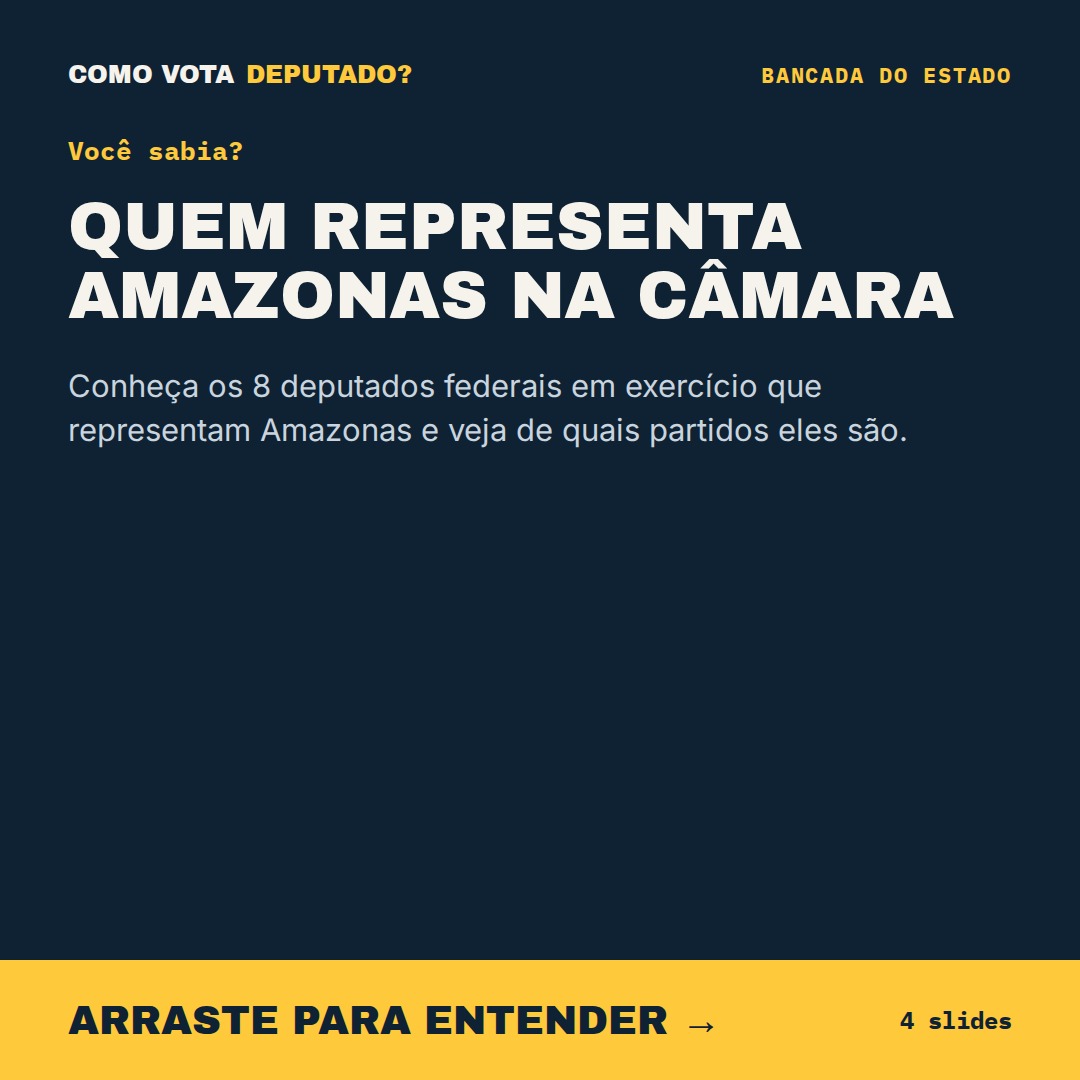 COMO VOTA DEPUTADO?
BANCADA DO ESTADO
Você sabia?
QUEM REPRESENTA
AMAZONAS NA CÂMARA
Conheça os 8 deputados federais em exercício que
representam Amazonas e veja de quais partidos eles são.
ARRASTE PARA ENTENDER →
4 slides